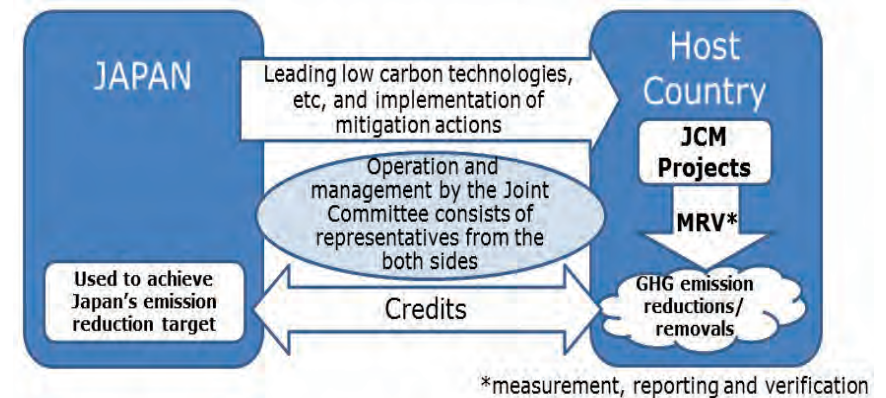 JAPAN
Leading low carbon technologies,
etc, and implementation of
mitigation actions
Host
Country
JCM
Projects
Operation and
management by the Joint
Committee consists of
representatives from the
both sides
MRV*
Used to achieve
Japan's emission
reduction target
Credits
GHG emission
reductions/
removals
*measurement, reporting and verification